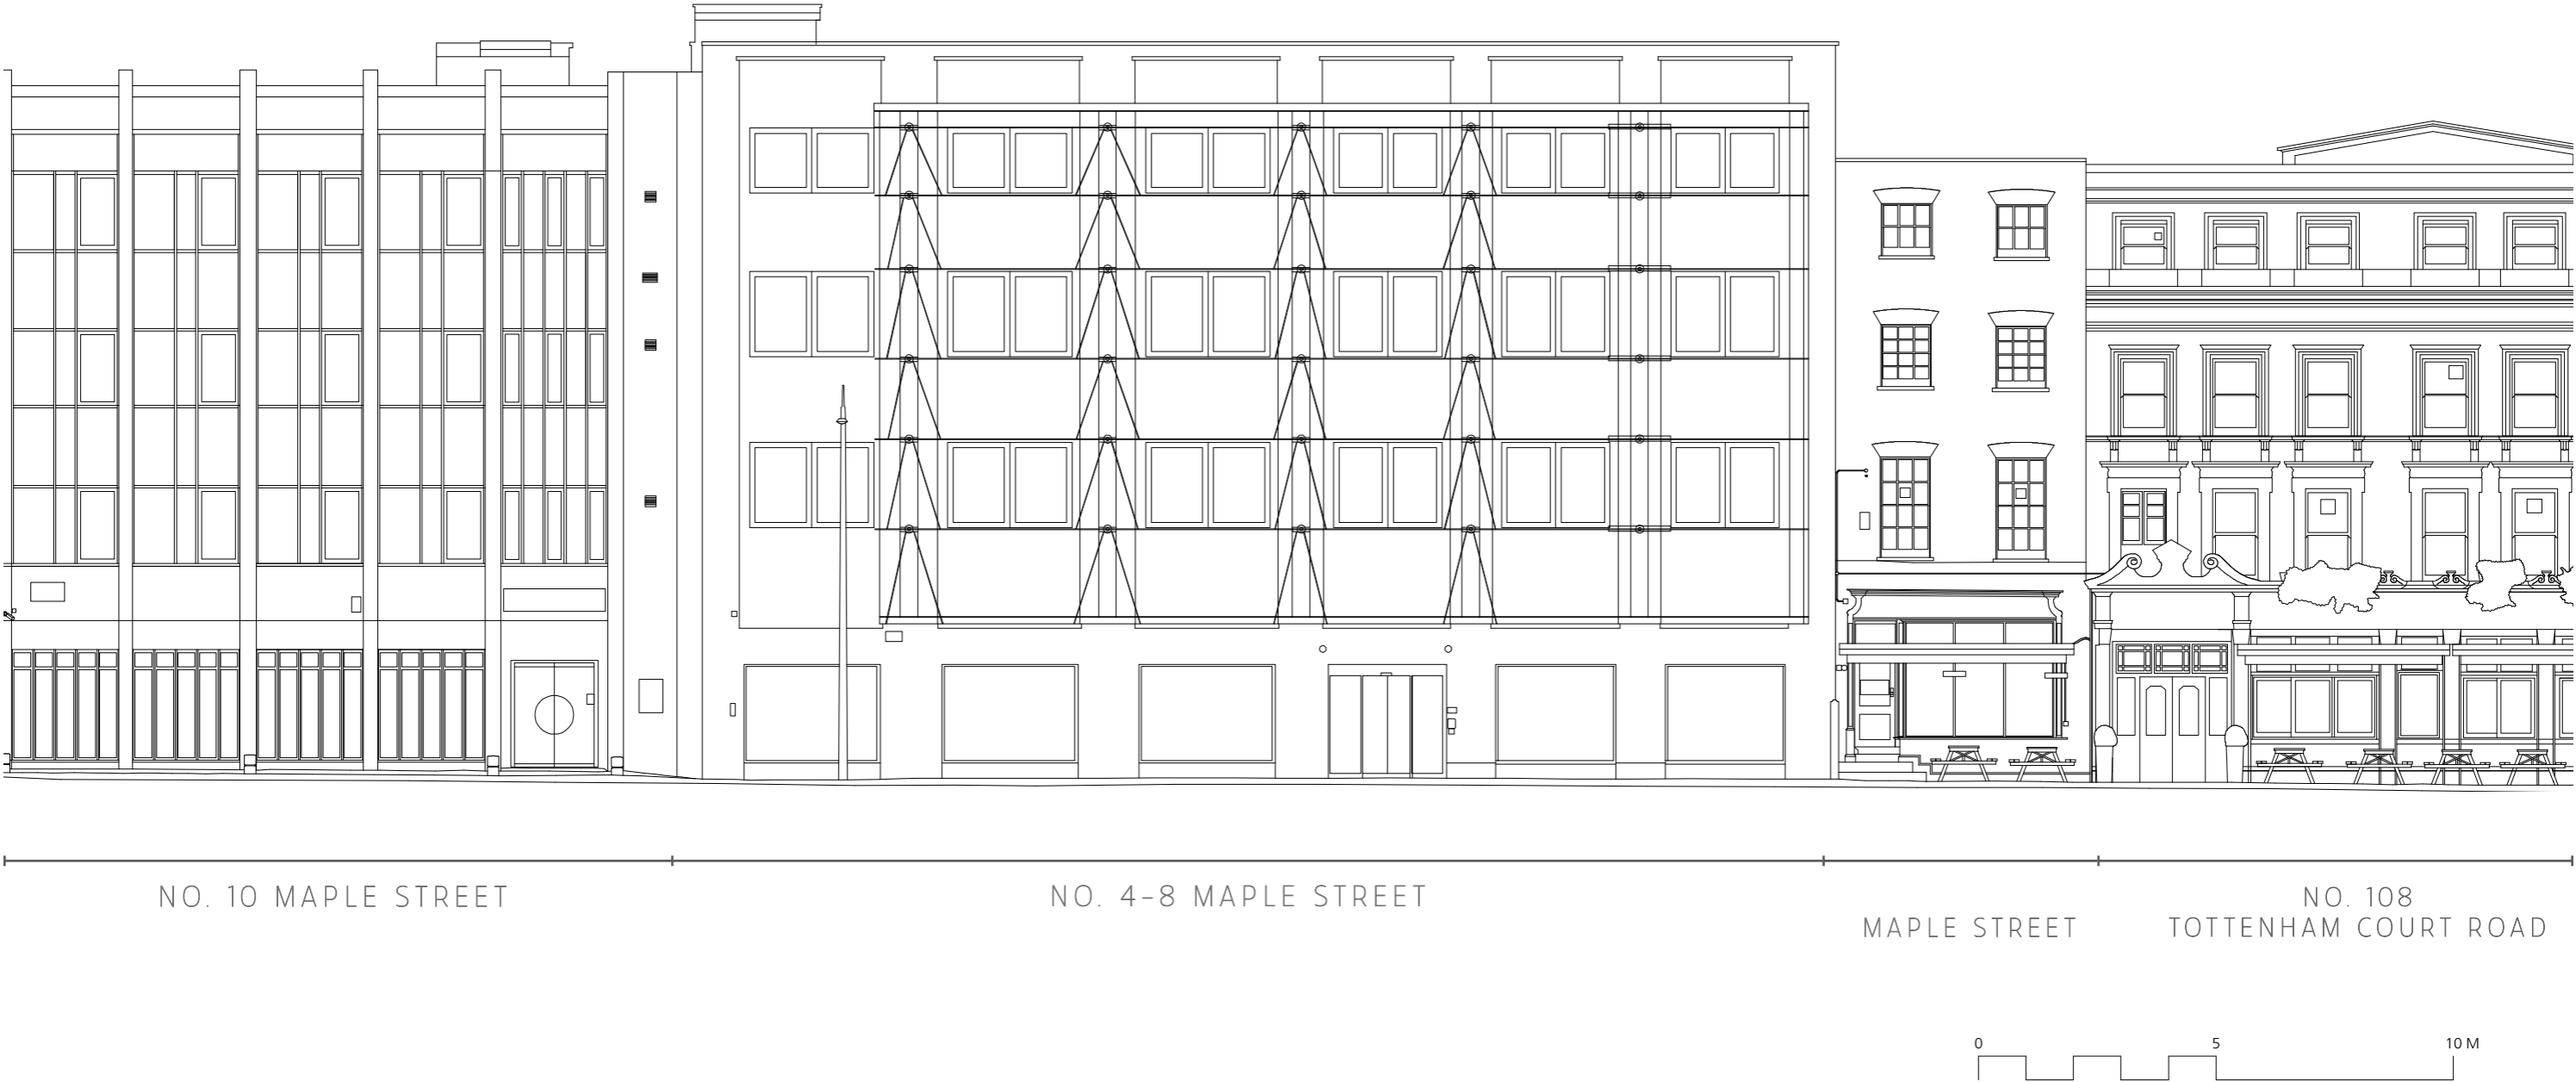 NO. 10 MAPLE STREET
NO. 4-8 MAPLE STREET
MAPLE STREET
NO. 108
TOTTENHAM COURT ROAD
0 5 10 M